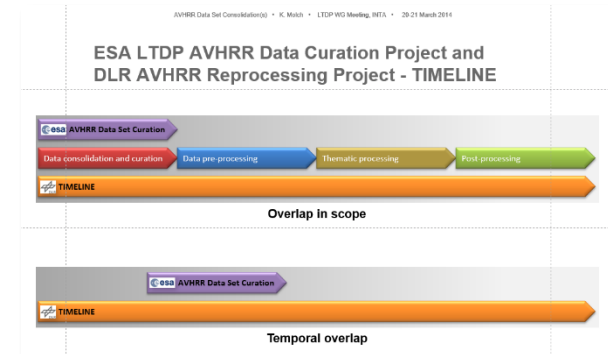 AVHRR Data Set Consolidation(s) • K. Molch • LTDP WG Meeting, INTA • 20-21 March 2014
ESA LTDP AVHRR Data Curation Project and
DLR AVHRR Reprocessing Project - TIMELINE
esa AVHRR Data Set Curation
Data consolidation and curation Data pre-processing Thematic processing Post-processing
TIMELINE
Overlap in scope
esa AVHRR Data Set Curation
TIMELINE
Temporal overlap